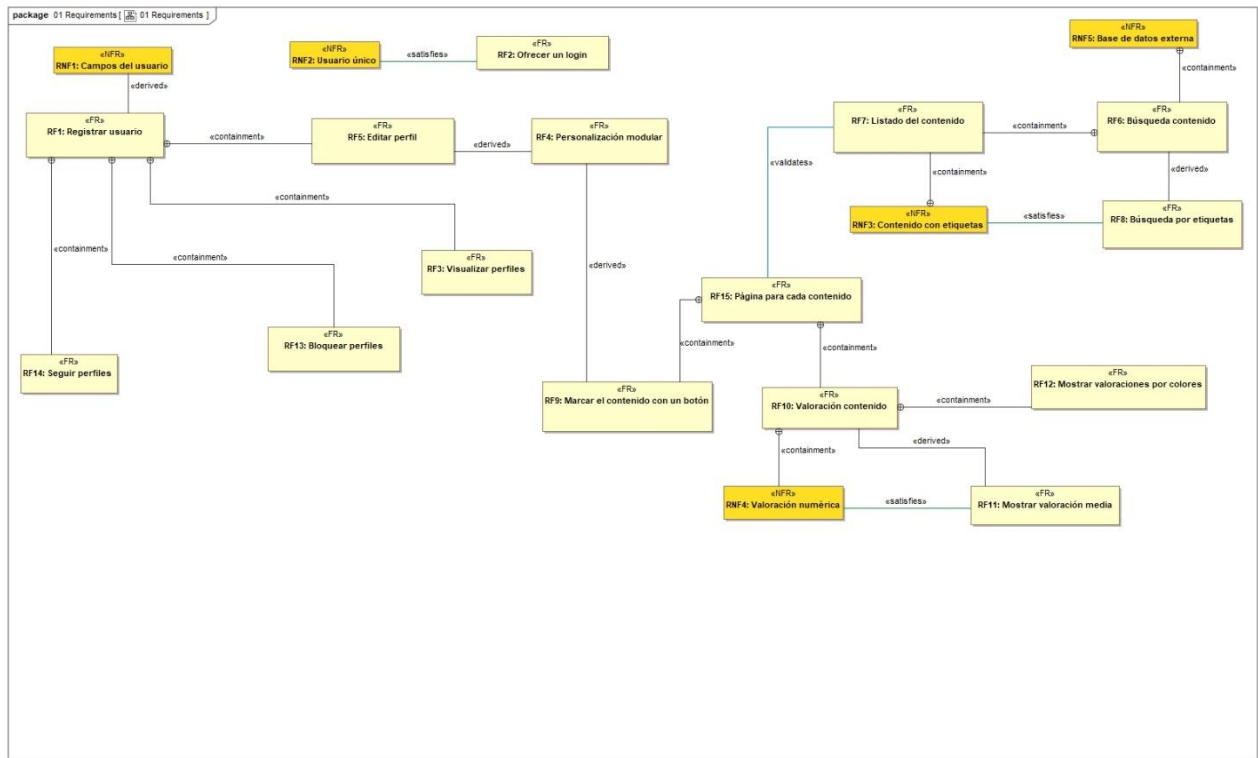 package 01 Requirements [ 01 Requirements ]
«NFR»
RNF1: Campos del usuario
«NFR»
RNF2: Usuario único
«satisfies»
«FR»
RF2: Ofrecer un login
«NFR»
RNF5: Base de datos externa
«derived»
«containment»
«FR»
RF1: Registrar usuario
«containment»
«FR»
RF5: Editar perfil
«derived»
«FR»
RF4: Personalización modular
«FR»
RF7: Listado del contenido
«containment»
«FR»
RF6: Búsqueda contenido
«validates»
«containment»
«derived»
«containment»
«NFR»
RNF3: Contenido con etiquetas
«satisfies»
«FR»
RF8: Búsqueda por etiquetas
«containment»
«containment»
«FR»
RF3: Visualizar perfiles
«derived»
«FR»
RF15: Página para cada contenido
«FR»
RF13: Bloquear perfiles
«containment»
«containment»
«FR»
RF14: Seguir perfiles
«FR»
RF9: Marcar el contenido con un botón
«FR»
RF10: Valoración contenido
«containment»
«FR»
RF12: Mostrar valoraciones por colores
«containment»
«derived»
«NFR»
RNF4: Valoración numérica
«satisfies»
«FR»
RF11: Mostrar valoración media